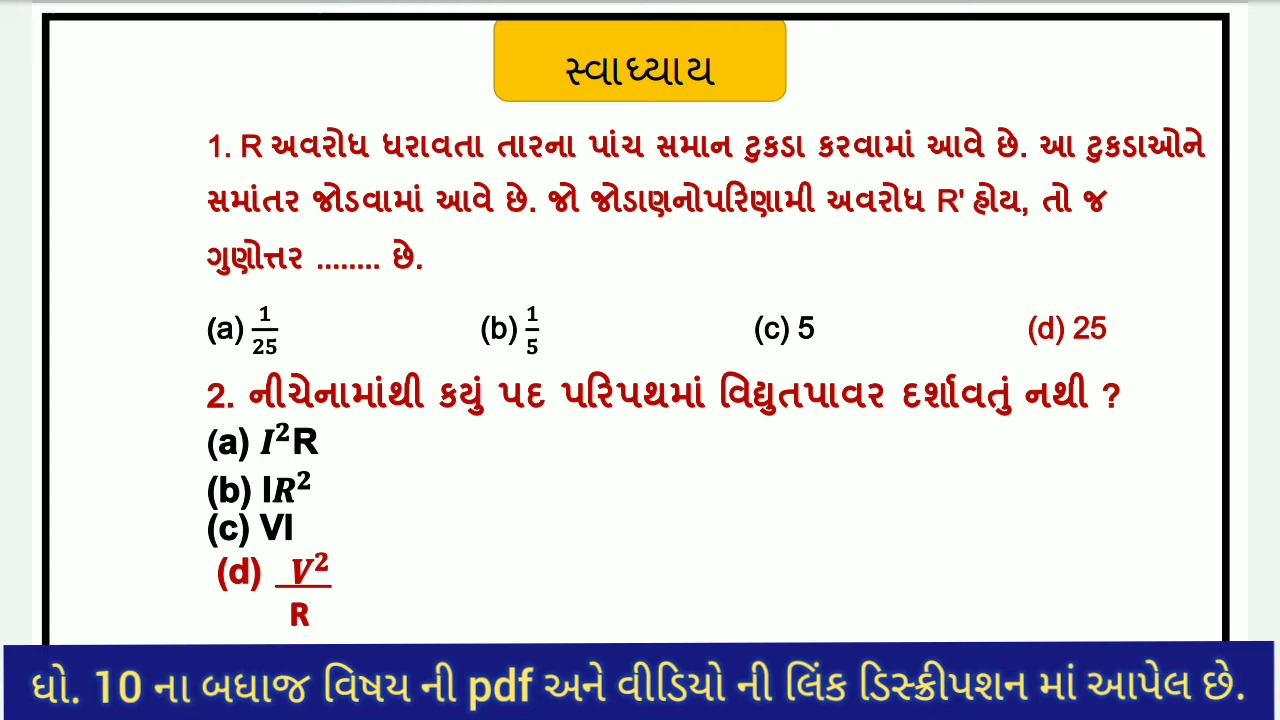 સ્વાધ્યાય
1. R અવરોધ ધરાવતા તારના પાંચ સમાન ટુકડા કરવામાં આવે છે. આ ટુકડાઓને
સમાંતર જોડવામાં આવે છે. જો જોડાણનોપરિણામી અવરોધ R' હોય, તો જ
ગુણોત્તર ........ છે.
(a) 1/25 (b) 1/5 (c) 5 (d) 25
2. નીચેનામાંથી કયું પદ પરિપથમાં વિદ્યુતપાવર દર્શાવતું નથી ?
(a) I²R
(b) IR²
(c) VI
(d) V²/R
ધો. 10 ના બધાજ વિષય ની pdf અને વીડિયો ની લિંક ડિસ્ક્રીપશન માં આપેલ છે.